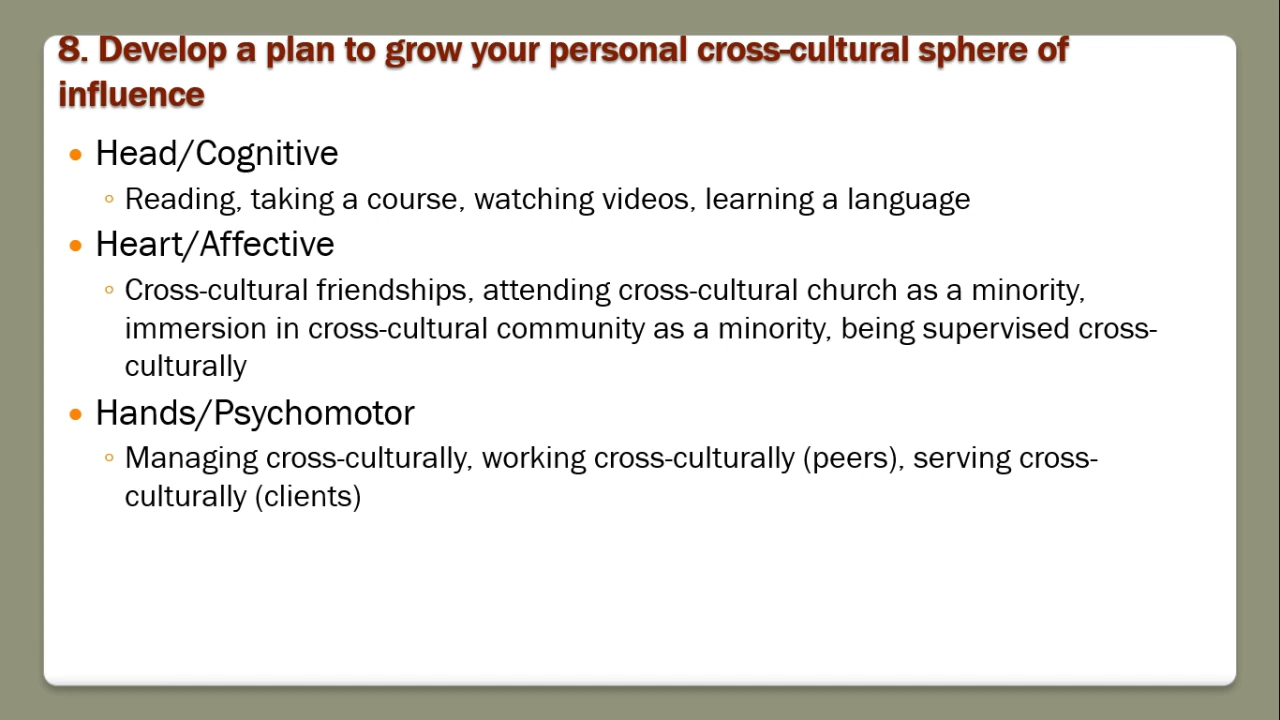 8. Develop a plan to grow your personal cross-cultural sphere of
influence
• Head/Cognitive
◦ Reading, taking a course, watching videos, learning a language
• Heart/Affective
◦ Cross-cultural friendships, attending cross-cultural church as a minority,
immersion in cross-cultural community as a minority, being supervised cross-
culturally
• Hands/Psychomotor
◦ Managing cross-culturally, working cross-culturally (peers), serving cross-
culturally (clients)